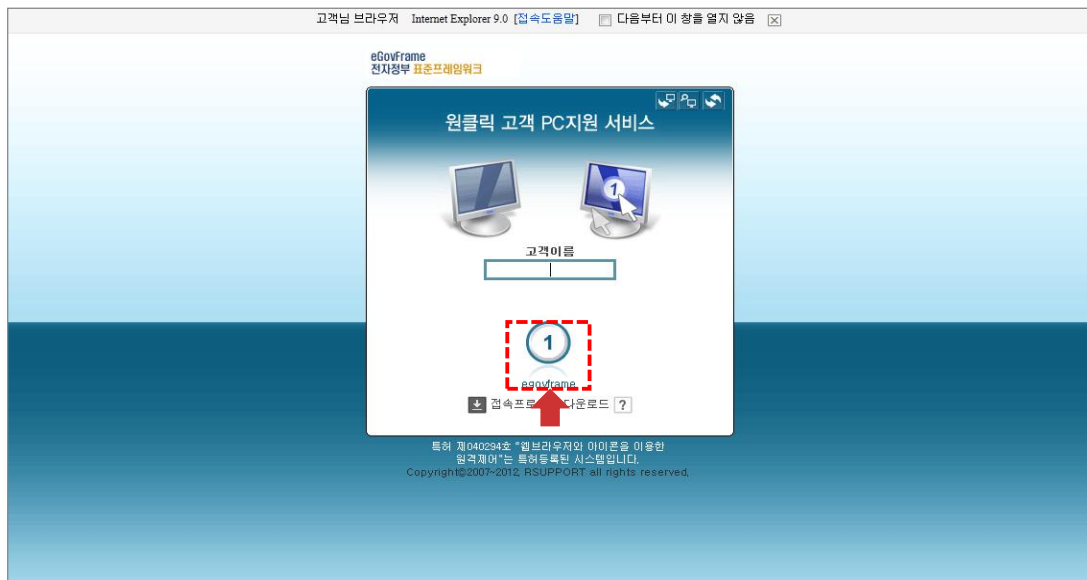 고객님 브라우저 Internet Explorer 9.0 [접속도움말] 다음부터 이 창을 열지 않음
eGovFrame
전자정부 표준프레임워크
원클릭 고객 PC지원 서비스
1
고객이름
1
egovframe
접속프로 다운로드 ?
특허 제040294호 "웹브라우저와 아이콘을 이용한
원격제어"는 특허등록된 시스템입니다.
Copyright©2007~2012, RSUPPORT all rights reserved.